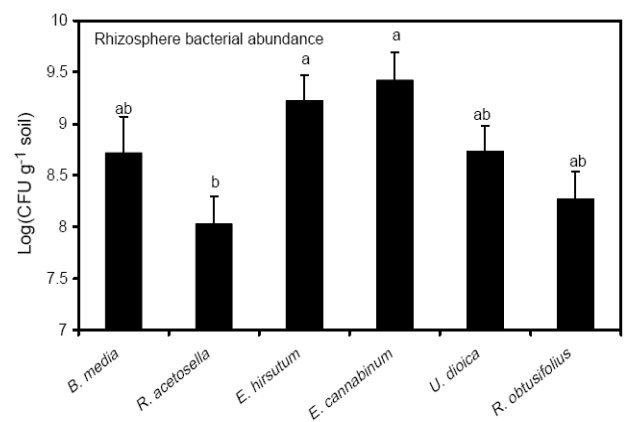 Rhizosphere bacterial abundance
Log(CFU g-1 soil)
10
9.5
9
8.5
8
7.5
7
ab
b
a
a
ab
ab
B. media
R. acetosella
E. hirsutum
E. cannabinum
U. dioica
R. obtusifolius